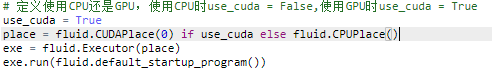 # 定义使用CPU还是GPU，使用CPU时use_cuda = False,使用GPU时use_cuda = True
use_cuda = True
place = fluid.CUDAPlace(0) if use_cuda else fluid.CPUPlace()
exe = fluid.Executor(place)
exe.run(fluid.default_startup_program())